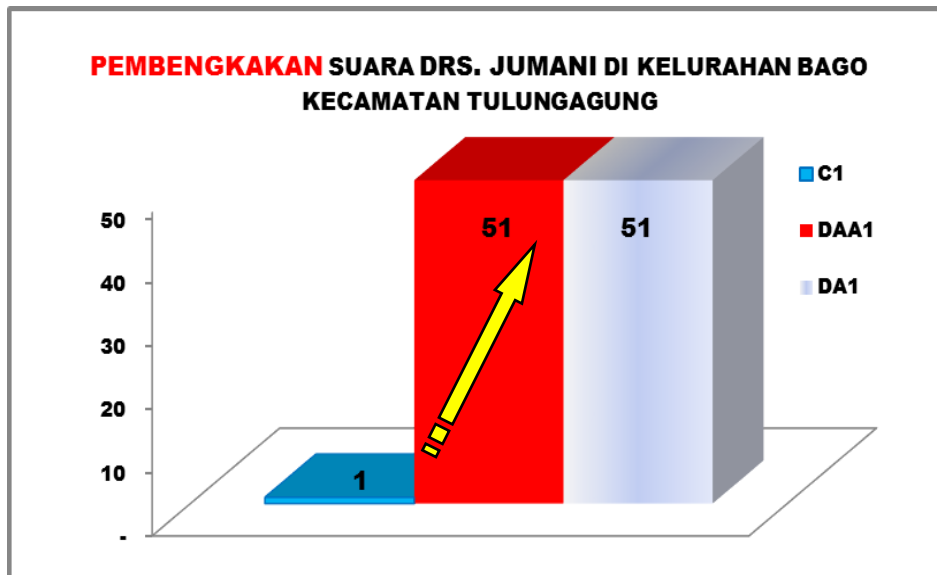 PEMBENGKAKAN SUARA DRS. JUMANI DI KELURAHAN BAGO
KECAMATAN TULUNGAGUNG
C1
DAA1
DA1
50
40
30
20
10
-
1
51
51